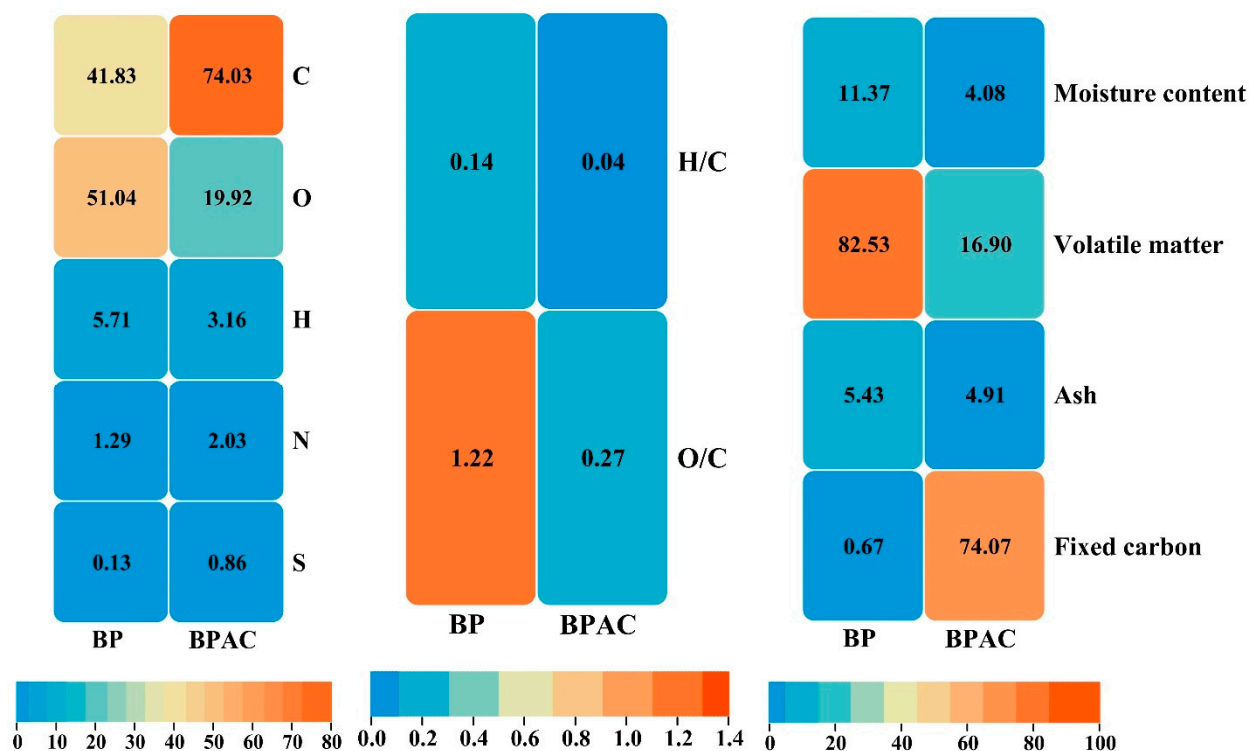 41.83 74.03 C
51.04 19.92 O
5.71 3.16 H
1.29 2.03 N
0.13 0.86 S
BP BPAC
0 10 20 30 40 50 60 70 80
0.14 0.04 H/C
1.22 0.27 O/C
BP BPAC
0.0 0.2 0.4 0.6 0.8 1.0 1.2 1.4
11.37 4.08 Moisture content
82.53 16.90 Volatile matter
5.43 4.91 Ash
0.67 74.07 Fixed carbon
BP BPAC
0 20 40 60 80 100